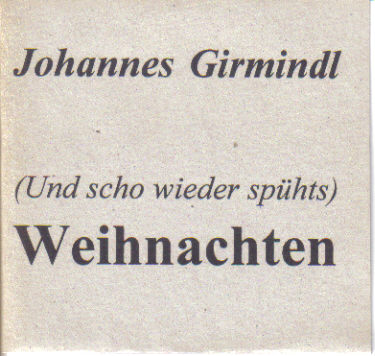 Johannes Girmindl
(Und scho wieder spühts)
Weihnachten